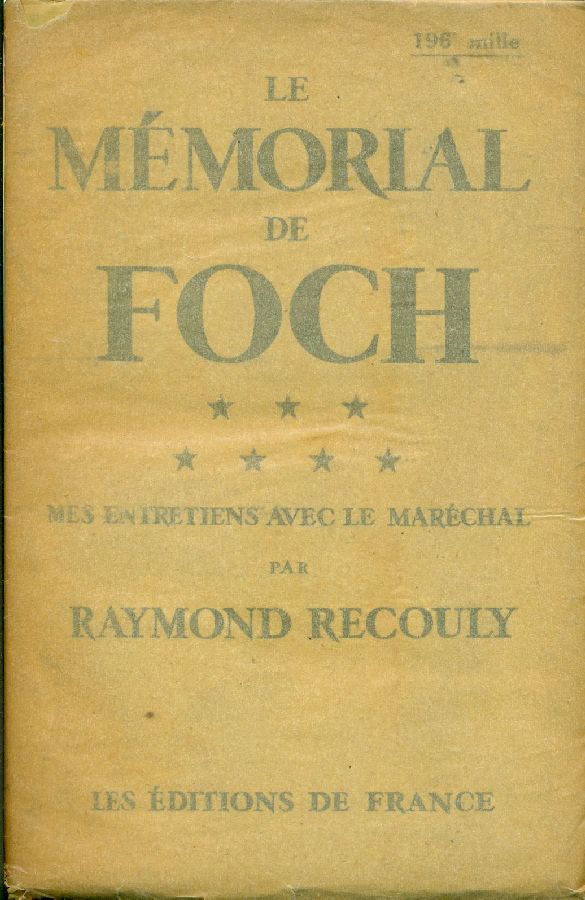 196ᵉ mille
LE
MÉMORIAL
DE
FOCH
MES ENTRETIENS AVEC LE MARÉCHAL
PAR
RAYMOND RECOULY
LES ÉDITIONS DE FRANCE